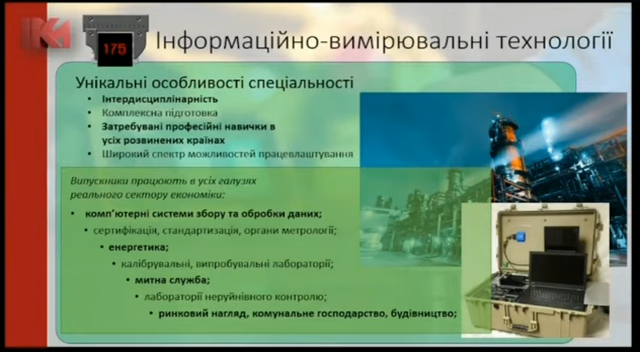 175
Інформаційно-вимірювальні технології
Унікальні особливості спеціальності
• Інтердисциплінарність
• Комплексна підготовка
• Затребувані професійні навички в
усіх розвинених країнах
• Широкий спектр можливостей працевлаштування
Випускники працюють в усіх галузях
реального сектору економіки:
• комп'ютерні системи збору та обробки даних;
• сертифікація, стандартизація, органи метрології;
• енергетика;
• калібрувальні, випробувальні лабораторії;
• митна служба;
• лабораторії неруйнівного контролю;
• ринковий нагляд, комунальне господарство, будівництво;